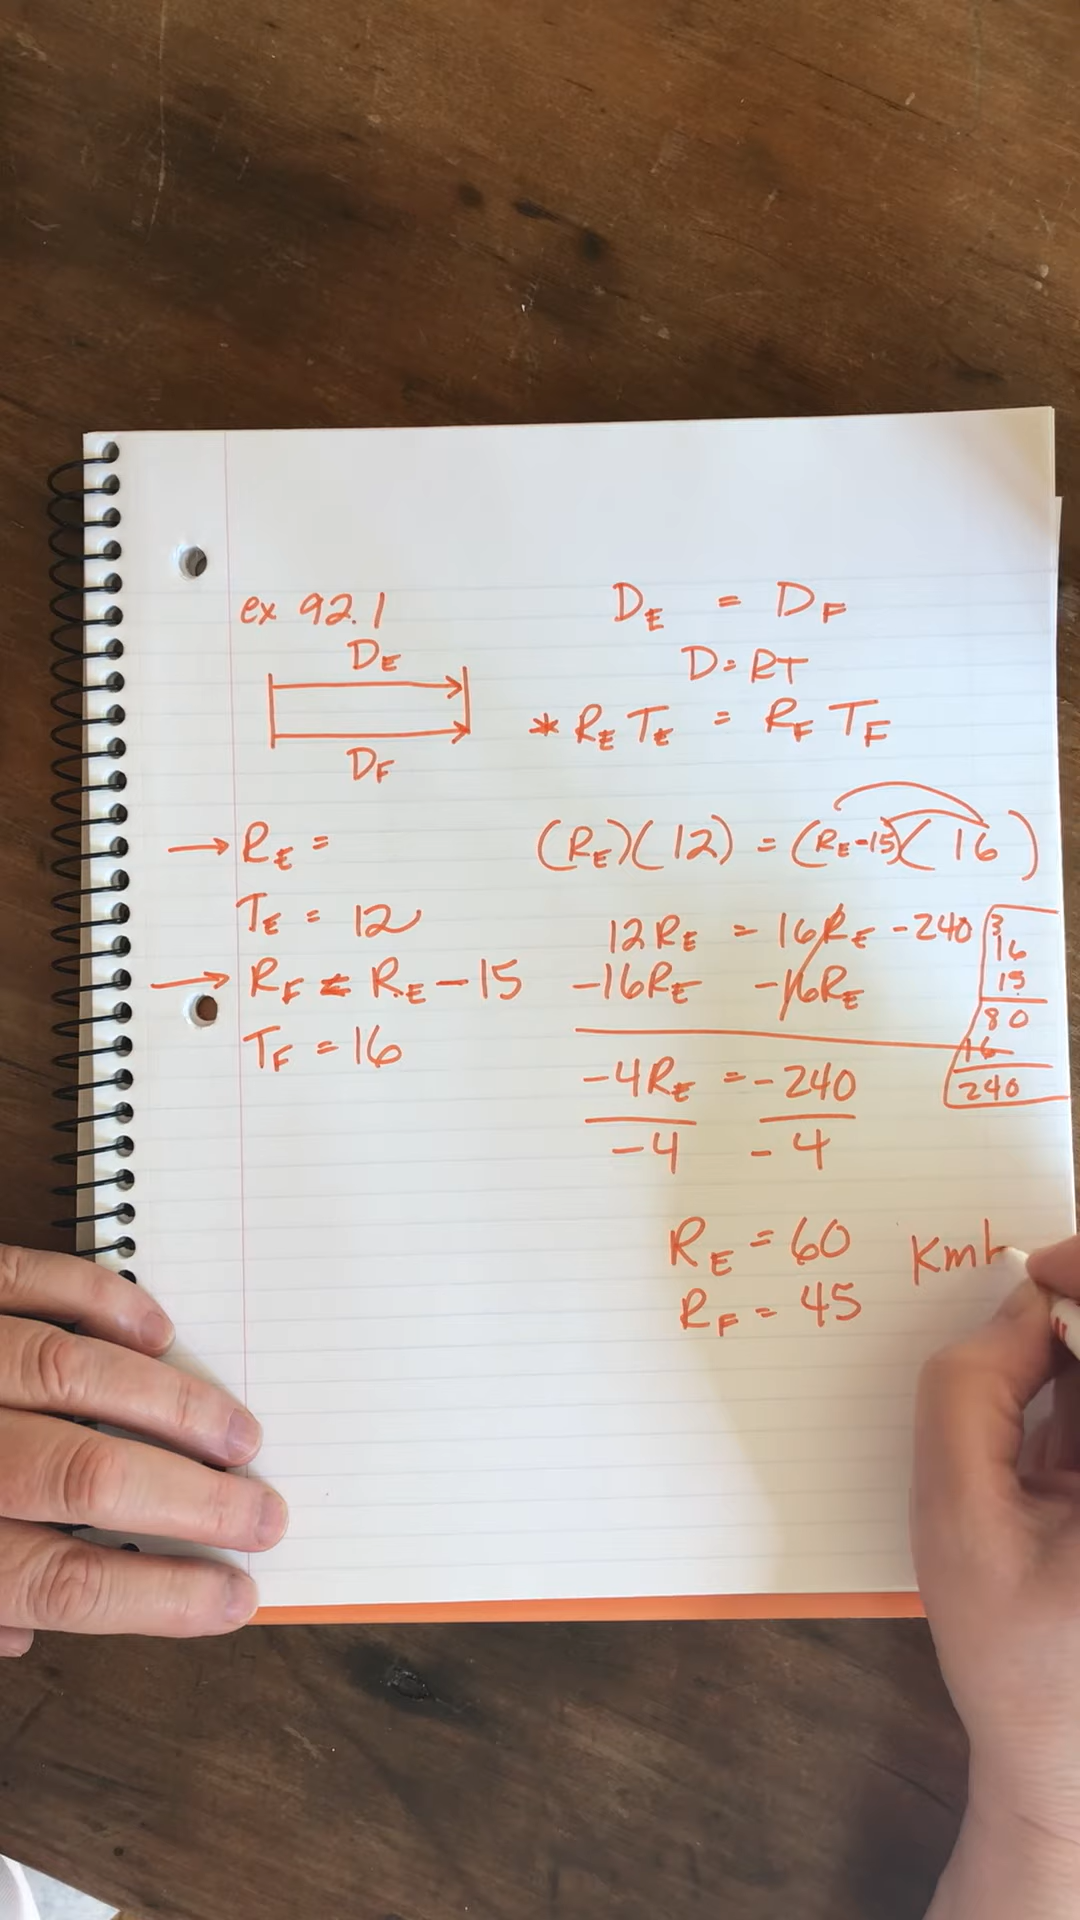 ex 92.1
D_E
D_F
R_E =
T_E = 12
R_F = R_E - 15
T_F = 16
D_E = D_F
D = RT
* R_E T_E = R_F T_F
(R_E)(12) = (R_E-15)(16)
12R_E = 16R_E - 240
-16R_E -16R_E
-4R_E = -240
-4 -4
R_E = 60 Kmh
R_F = 45
3
16
15
80
16
240